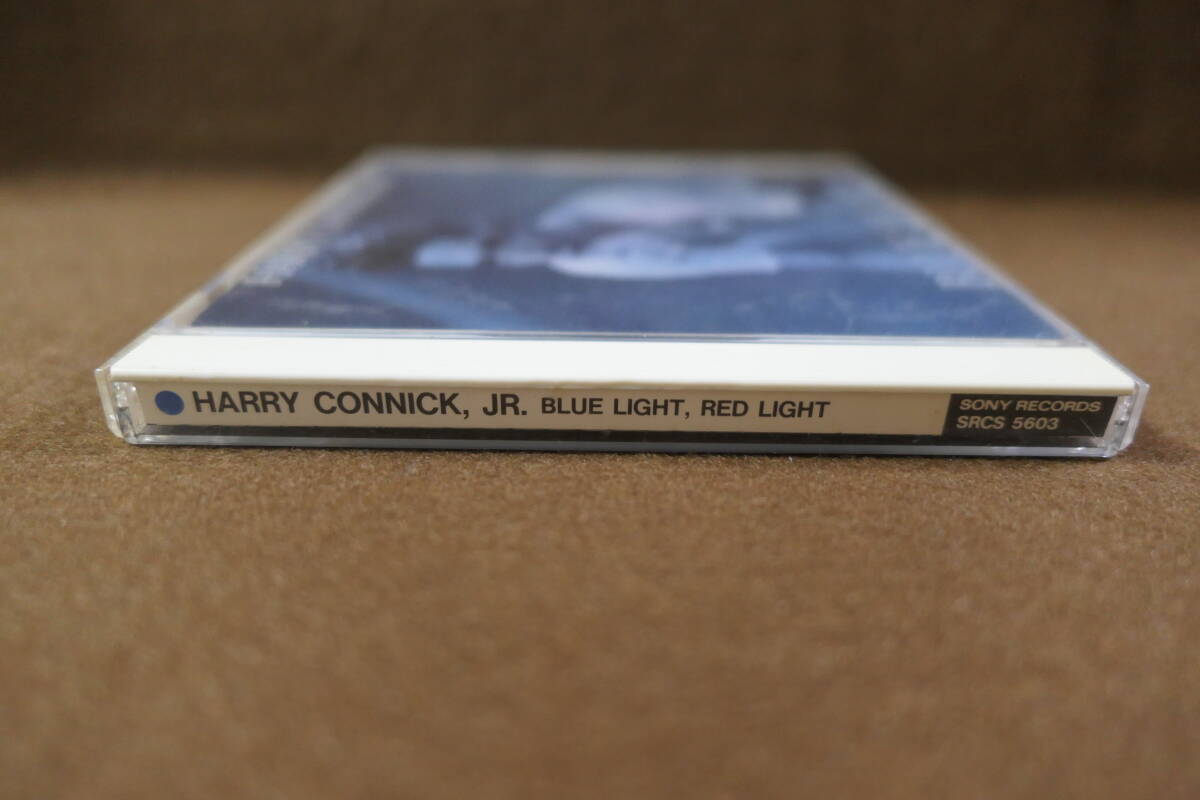 HARRY CONNICK, JR. BLUE LIGHT, RED LIGHT
SONY RECORDS
SRCS 5603